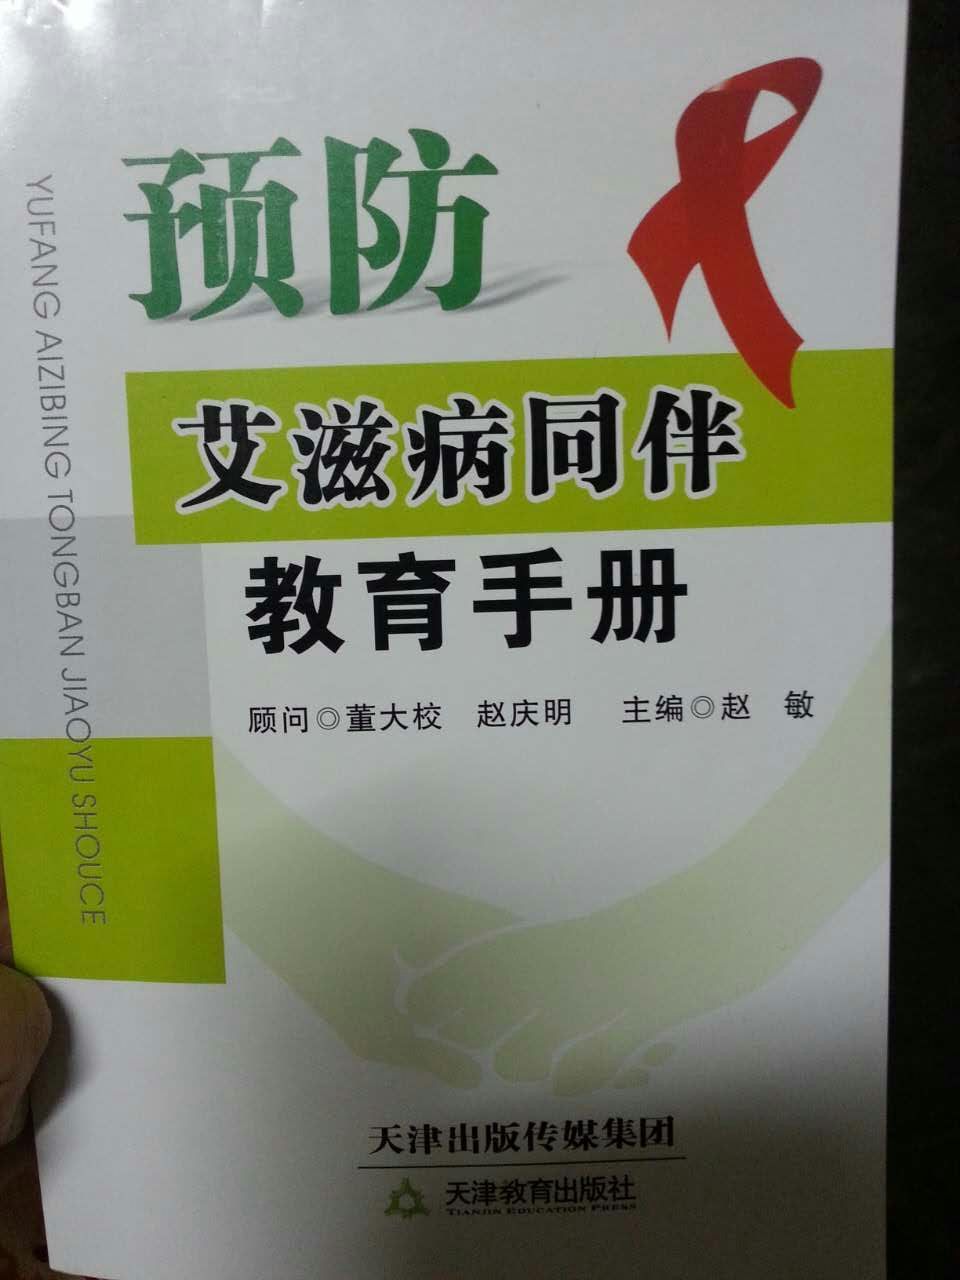 预防
艾滋病同伴
教育手册
YUFANG AIZIBING TONGBAN JIAOYU SHOUCE
顾问◎董大校 赵庆明 主编◎赵 敏
天津出版传媒集团
天津教育出版社
TIANJIN EDUCATION PRESS